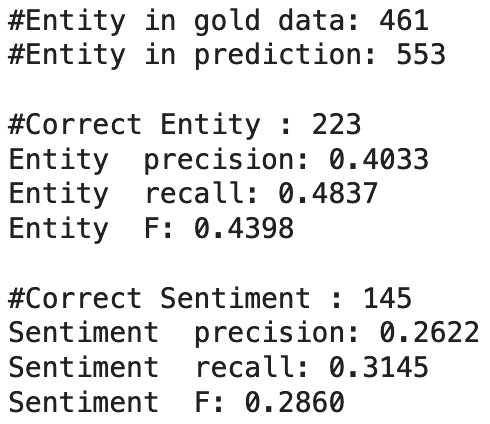 #Entity in gold data: 461
#Entity in prediction: 553

#Correct Entity : 223
Entity  precision: 0.4033
Entity  recall: 0.4837
Entity  F: 0.4398

#Correct Sentiment : 145
Sentiment  precision: 0.2622
Sentiment  recall: 0.3145
Sentiment  F: 0.2860